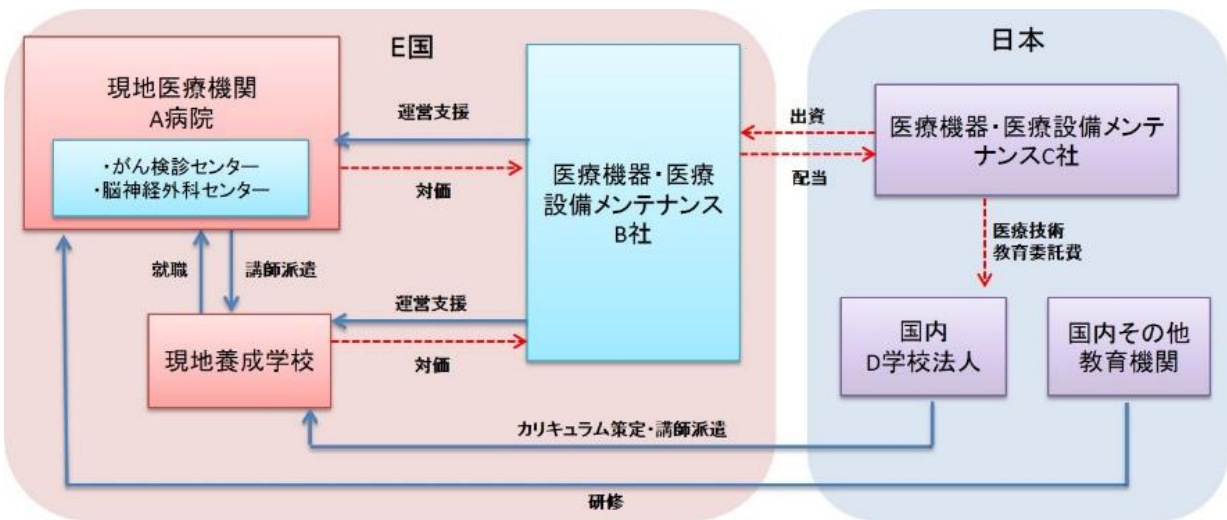 E国
日本
現地医療機関
A病院
・がん検診センター
・脳神経外科センター
運営支援
対価
医療機器・医療
設備メンテナンス
B社
出資
配当
医療機器・医療設備メンテ
ナンスC社
医療技術
教育委託費
就職
講師派遣
運営支援
対価
現地養成学校
国内
D学校法人
国内その他
教育機関
カリキュラム策定・講師派遣
研修